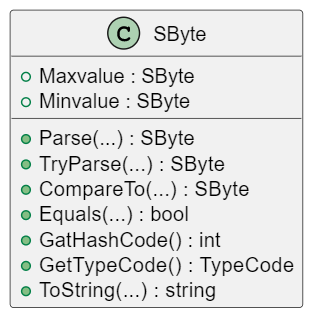 C SByte
Maxvalue : SByte
Minvalue : SByte
Parse(...) : SByte
TryParse(...) : SByte
CompareTo(...) : SByte
Equals(...) : bool
GatHashCode() : int
GetTypeCode() : TypeCode
ToString(...) : string